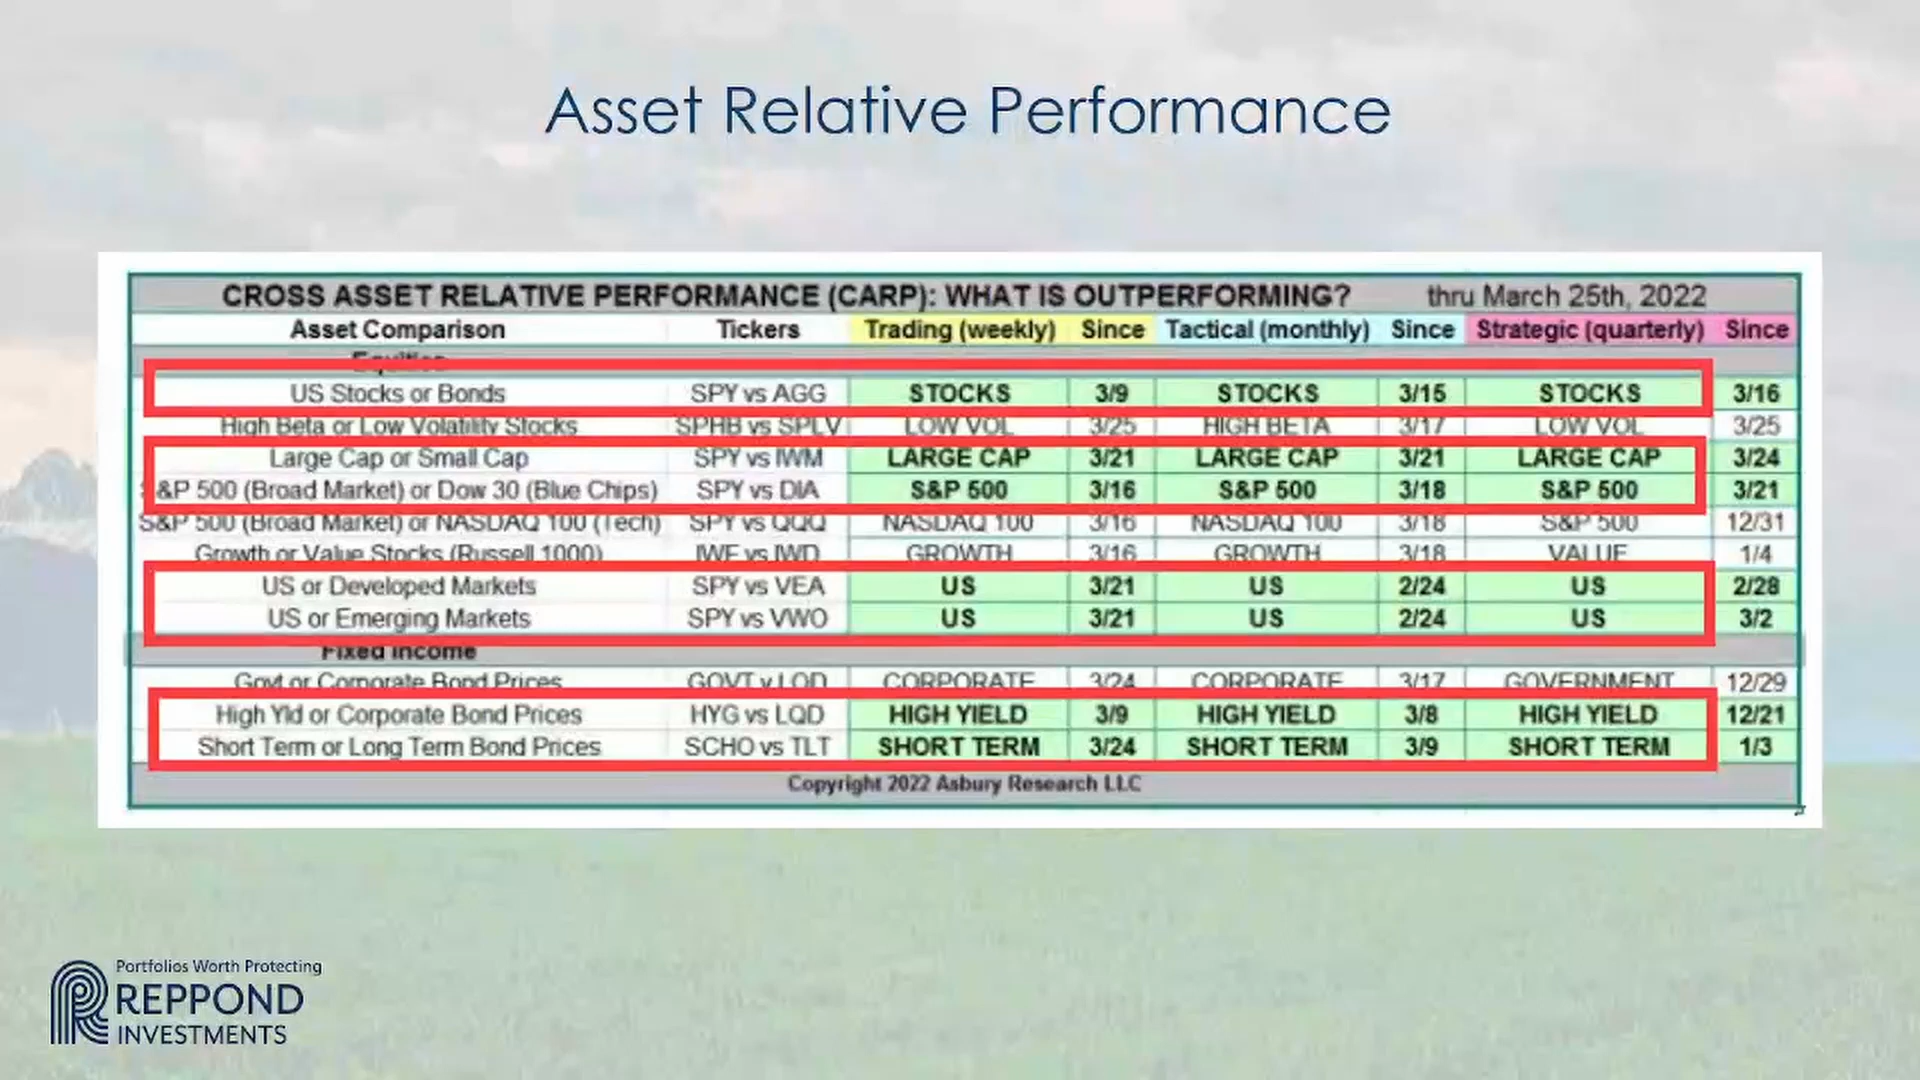 Asset Relative Performance
CROSS ASSET RELATIVE PERFORMANCE (CARP): WHAT IS OUTPERFORMING? thru March 25th, 2022
Asset Comparison Tickers Trading (weekly) Since Tactical (monthly) Since Strategic (quarterly) Since
Equities
US Stocks or Bonds SPY vs AGG STOCKS 3/9 STOCKS 3/15 STOCKS 3/16
High Beta or Low Volatility Stocks SPHB vs SPLV LOW VOL 3/25 HIGH BETA 3/17 LOW VOL 3/25
Large Cap or Small Cap SPY vs IWM LARGE CAP 3/21 LARGE CAP 3/21 LARGE CAP 3/24
S&P 500 (Broad Market) or Dow 30 (Blue Chips) SPY vs DIA S&P 500 3/16 S&P 500 3/18 S&P 500 3/21
S&P 500 (Broad Market) or NASDAQ 100 (Tech) SPY vs QQQ NASDAQ 100 3/16 NASDAQ 100 3/18 S&P 500 12/31
Growth or Value Stocks (Russell 1000) IWF vs IWD GROWTH 3/16 GROWTH 3/18 VALUE 1/4
US or Developed Markets SPY vs VEA US 3/21 US 2/24 US 2/28
US or Emerging Markets SPY vs VWO US 3/21 US 2/24 US 3/2
Fixed Income
Govt or Corporate Bond Prices GOVT v LQD CORPORATE 3/24 CORPORATE 3/17 GOVERNMENT 12/29
High Yld or Corporate Bond Prices HYG vs LQD HIGH YIELD 3/9 HIGH YIELD 3/8 HIGH YIELD 12/21
Short Term or Long Term Bond Prices SCHO vs TLT SHORT TERM 3/24 SHORT TERM 3/9 SHORT TERM 1/3
Copyright 2022 Asbury Research LLC
Portfolios Worth Protecting
REPPOND
INVESTMENTS